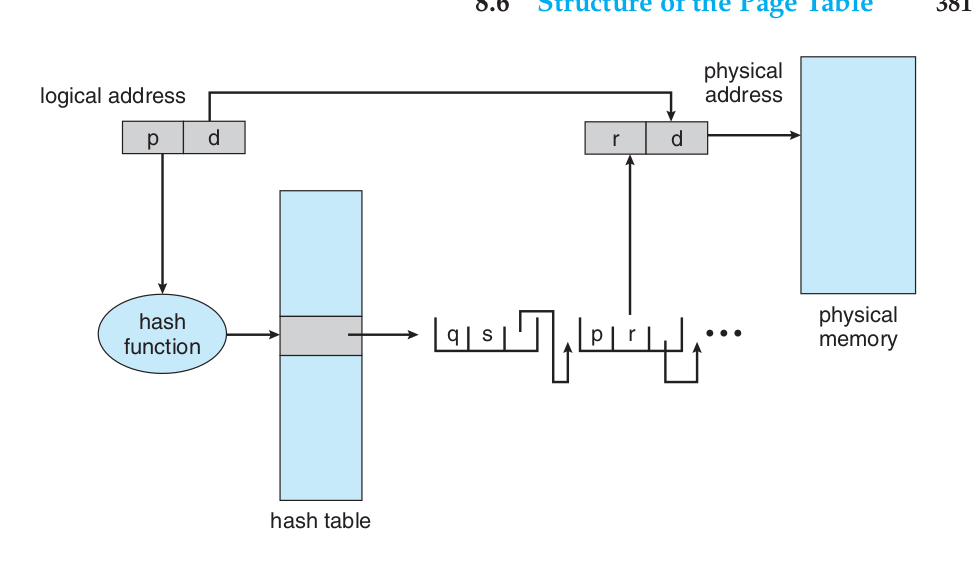 8.6 Structure of the Page Table 381
logical address
physical
address
p d
r d
hash
function
q s
p r
•••
physical
memory
hash table